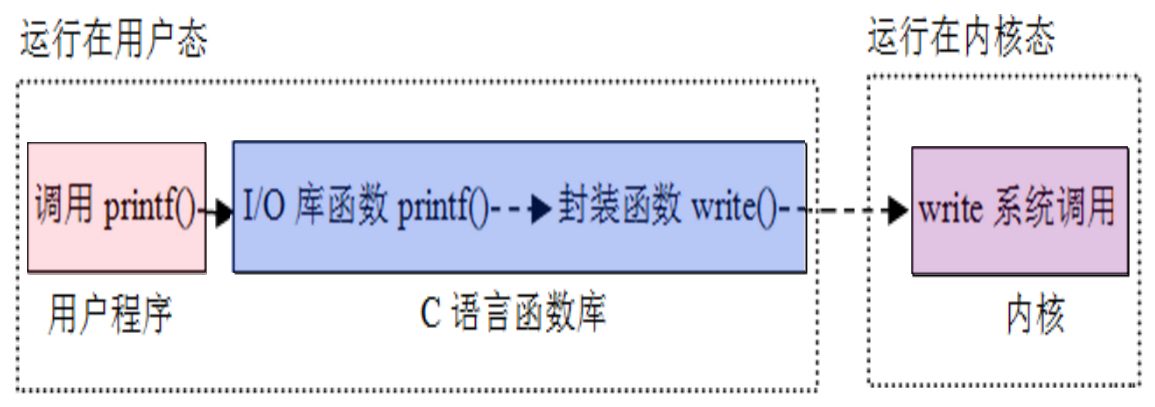 运行在用户态
运行在内核态
调用 printf()
I/O 库函数 printf()
封装函数 write()
write 系统调用
用户程序
C 语言函数库
内核